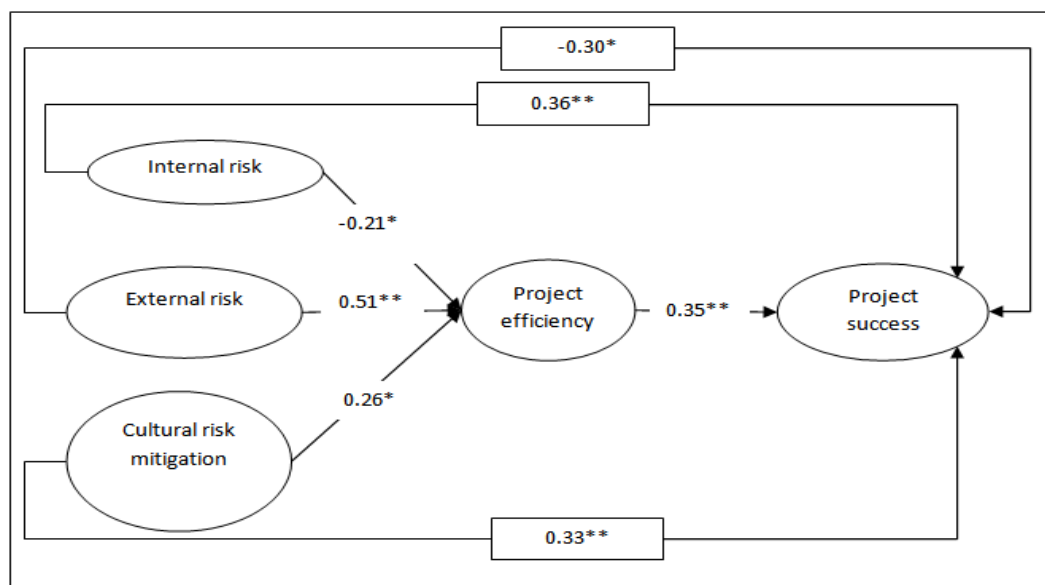 -0.30*
0.36**
Internal risk
-0.21*
External risk
0.51**
Project
efficiency
0.35**
Project
success
0.26*
Cultural risk
mitigation
0.33**